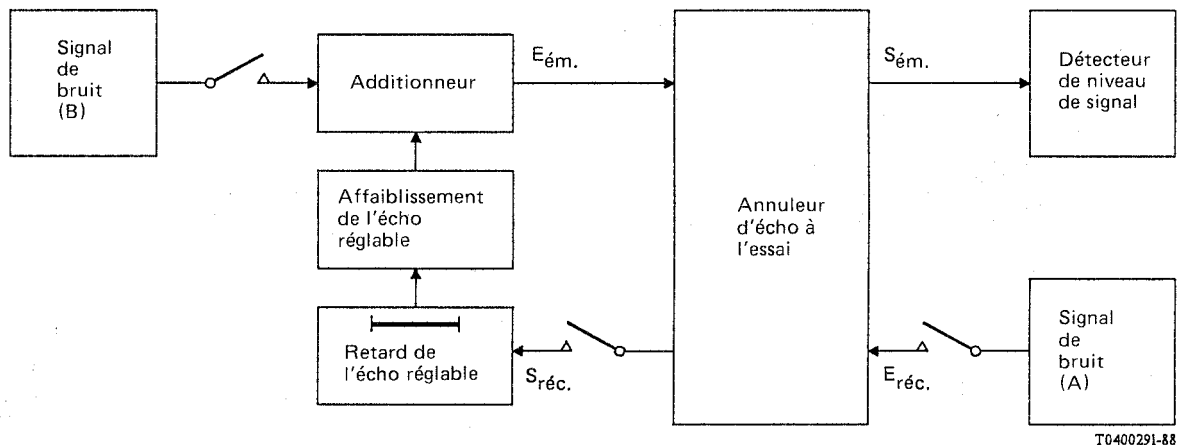 Signal
de
bruit
(B)
Additionneur
Eém.
Sém.
Détecteur
de niveau
de signal
Affaiblissement
de l'écho
réglable
Annuleur
d'écho à
l'essai
Retard de
l'écho réglable
Sréc.
Eréc.
Signal
de
bruit
(A)
T0400291-88